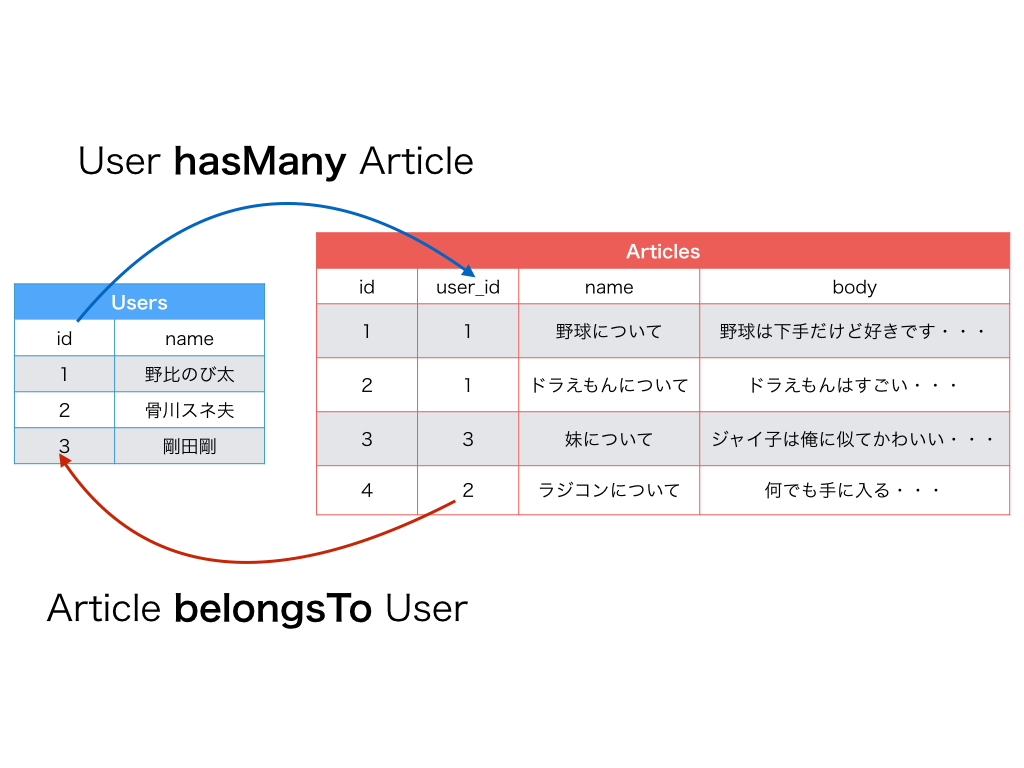 User hasMany Article
Users
id name
1 野比のび太
2 骨川スネ夫
3 剛田剛
Articles
id user_id name body
1 1 野球について 野球は下手だけど好きです・・・
2 1 ドラえもんについて ドラえもんはすごい・・・
3 3 妹について ジャイ子は俺に似てかわいい・・・
4 2 ラジコンについて 何でも手に入る・・・
Article belongsTo User